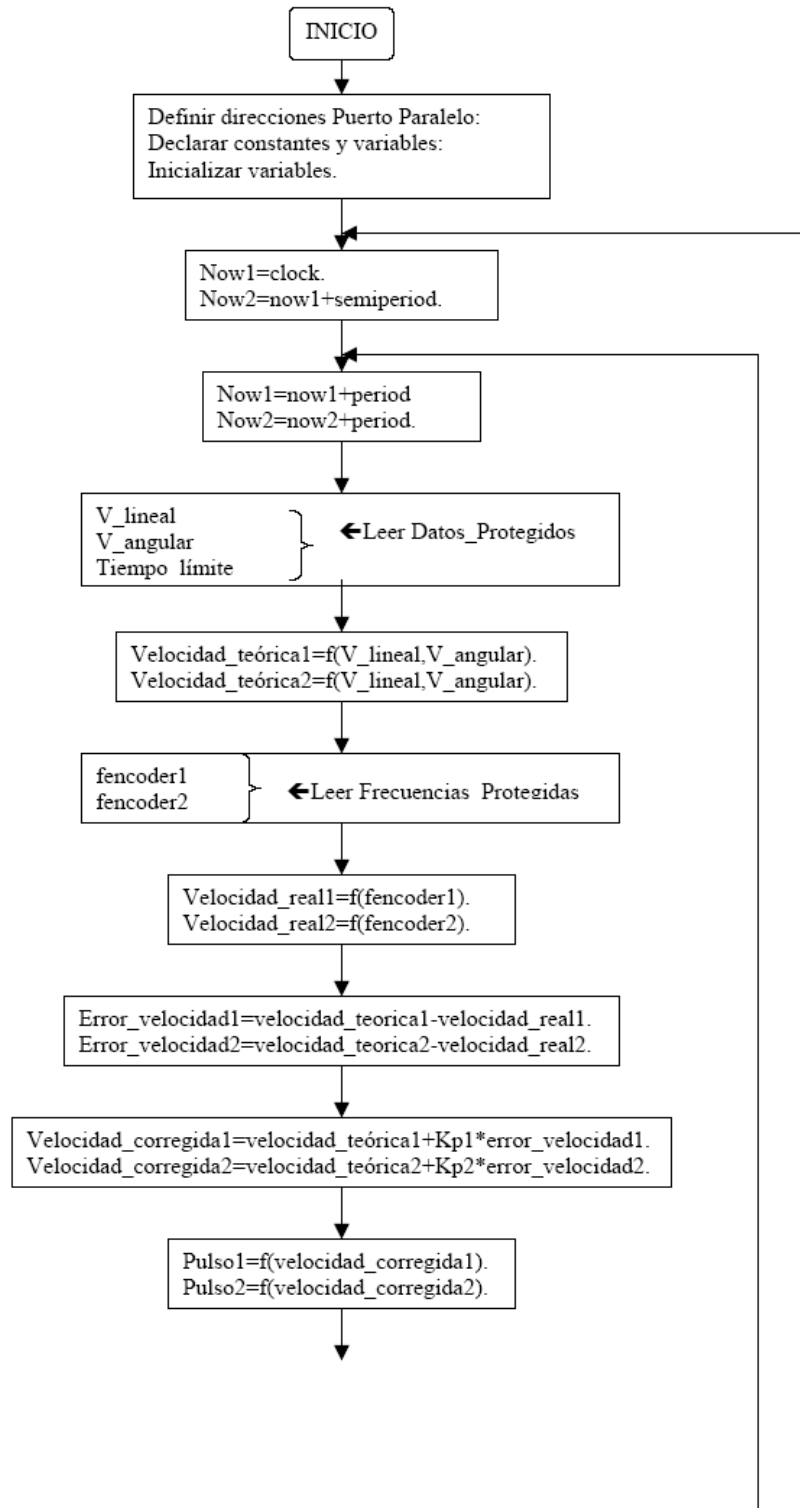 INICIO
Definir direcciones Puerto Paralelo:
Declarar constantes y variables:
Inicializar variables.
Now1=clock.
Now2=now1+semiperiod.
Now1=now1+period
Now2=now2+period.
V_lineal
V_angular
Tiempo límite
←Leer Datos_Protegidos
Velocidad_teórica1=f(V_lineal,V_angular).
Velocidad_teórica2=f(V_lineal,V_angular).
fencoder1
fencoder2
←Leer Frecuencias Protegidas
Velocidad_real1=f(fencoder1).
Velocidad_real2=f(fencoder2).
Error_velocidad1=velocidad_teorica1-velocidad_real1.
Error_velocidad2=velocidad_teorica2-velocidad_real2.
Velocidad_corregida1=velocidad_teórica1+Kp1*error_velocidad1.
Velocidad_corregida2=velocidad_teórica2+Kp2*error_velocidad2.
Pulso1=f(velocidad_corregida1).
Pulso2=f(velocidad_corregida2).